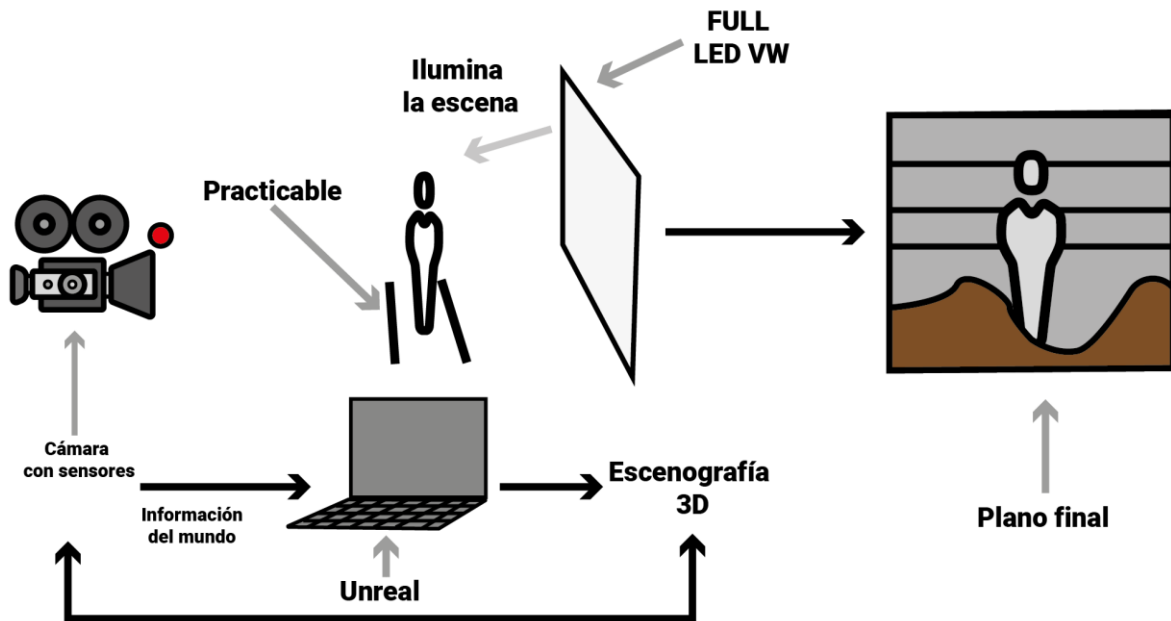 FULL
LED VW
Ilumina
la escena
Practicable
Cámara
con sensores
Información
del mundo
Escenografía
3D
Unreal
Plano final